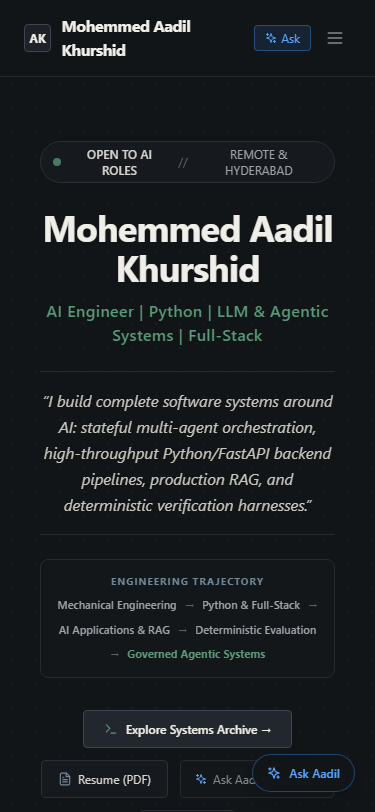 AK
Mohemmed Aadil
Khurshid
Ask
OPEN TO AI
ROLES
//
REMOTE &
HYDERABAD
Mohemmed Aadil
Khurshid
AI Engineer | Python | LLM & Agentic
Systems | Full-Stack
“I build complete software systems around
AI: stateful multi-agent orchestration,
high-throughput Python/FastAPI backend
pipelines, production RAG, and
deterministic verification harnesses.”
ENGINEERING TRAJECTORY
Mechanical Engineering → Python & Full-Stack →
AI Applications & RAG → Deterministic Evaluation
→ Governed Agentic Systems
Explore Systems Archive →
Resume (PDF)
Ask
Ask Aadil